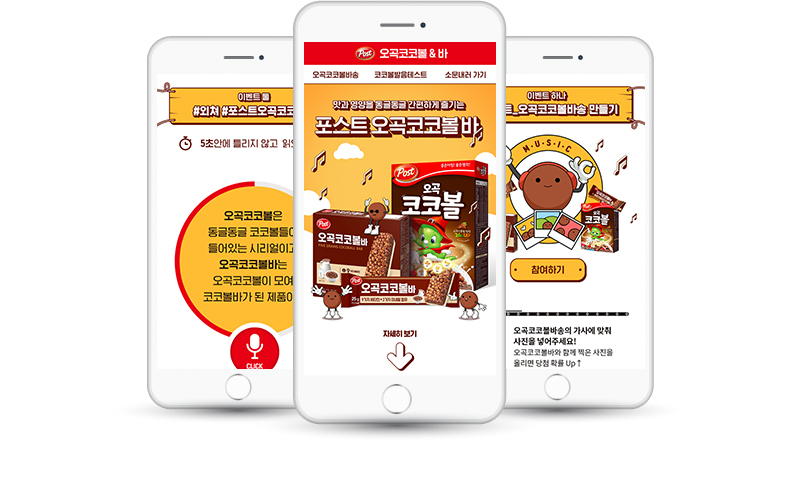 이벤트 둘
#외쳐 #포스트오곡코코
5초안에 틀리지 않고
오곡코코볼은
동글동글 코코볼들이
들어있는 시리얼이고
오곡코코볼바는
오곡코코볼이 모여
코코볼바가 된 제품이
CLICK
Post 오곡코코볼 & 바
오곡코코볼바송 코코볼발음테스트 소문내러 가기
맛과 영양을 동글동글 간편하게 즐기는
포스트 오곡코코볼바
Post
오곡
코코볼
Post
오곡코코볼바
FIVE GRAINS COCOBALL BAR
Post
오곡코코볼바
25g
자세히 보기
이벤트 하나
오곡코코볼바송 만들기
MUSIC
오곡
코코볼
참여하기
오곡코코볼바송의 가사에 맞춰
사진을 넣어주세요!
오곡코코볼바와 함께 찍은 사진을
올리면 당첨 확률 Up↑